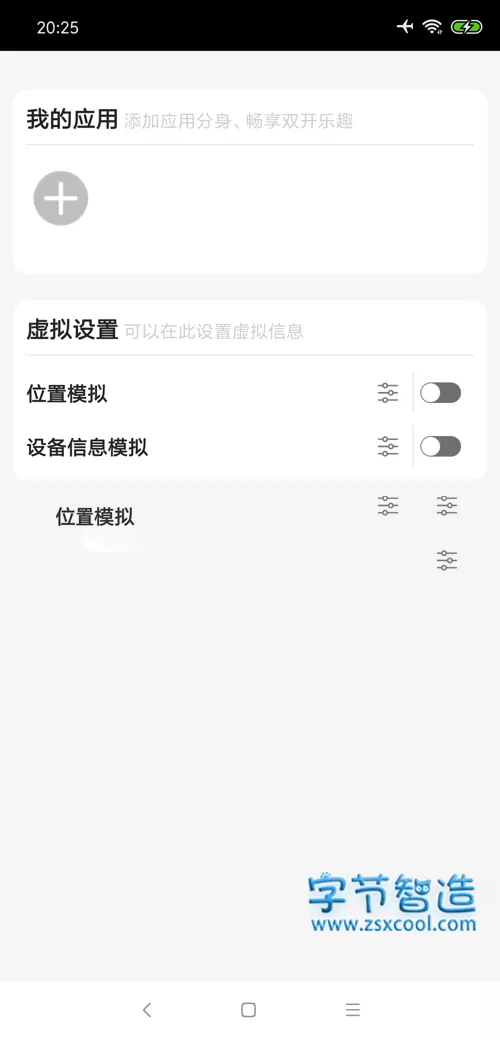 20:25
我的应用 添加应用分身、畅享双开乐趣
虚拟设置 可以在此设置虚拟信息
位置模拟
设备信息模拟
位置模拟
字节智造
www.zsxcool.com